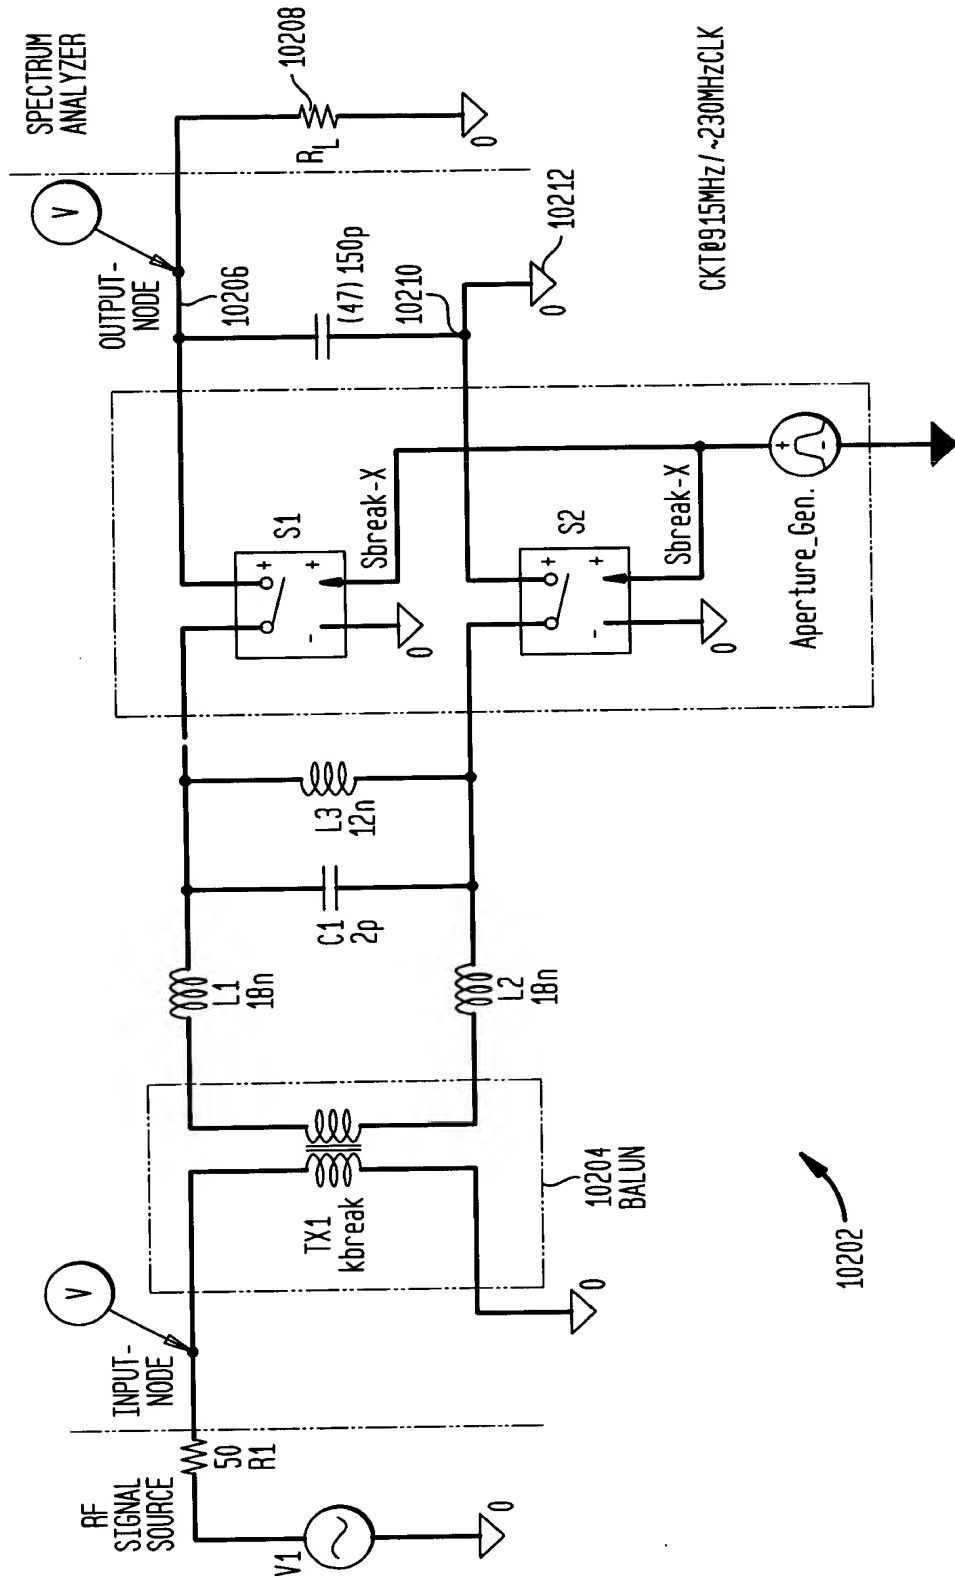 RF
SIGNAL
SOURCE
V1
0
50
R1
INPUT-
NODE
V
TX1
kbreak
0
10204
BALUN
L1
18n
L2
18n
C1
2p
L3
12n
S1
+
+
-
0
Sbreak-X
S2
+
+
-
0
Sbreak-X
Aperture_Gen.
+
-
OUTPUT-
NODE
V
10206
(47) 150p
10210
10212
0
SPECTRUM
ANALYZER
10208
RL
0
CKT@915MHz/~230MHzCLK
10202